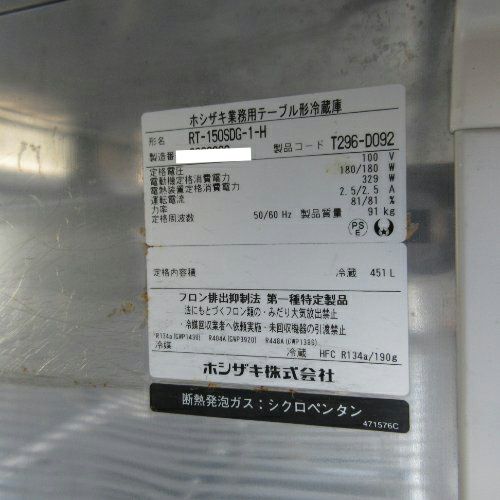 ホシザキ業務用テーブル形冷蔵庫
形名 RT-150SDG-1-H
製造番 製品コード T296-D092
定格電圧 100 V
電動機定格消費電力 180/180 W
電熱装置定格消費電力 329 W
運転電流 2.5/2.5 A
力率 81/81 %
定格周波数 50/60 Hz 製品質量 91 kg
PS
E
定格内容積 冷蔵 451 L
フロン排出抑制法 第一種特定製品
法にもとづくフロン類の・みだり大気放出禁止
・冷媒回収業者へ依頼実施・未回収機器の引渡禁止
*R134a(GWP1430) R404A(GWP3920) R448A(GWP1386)
冷媒 冷蔵 HFC R134a/190g
ホシザキ株式会社
断熱発泡ガス:シクロペンタン
471576C